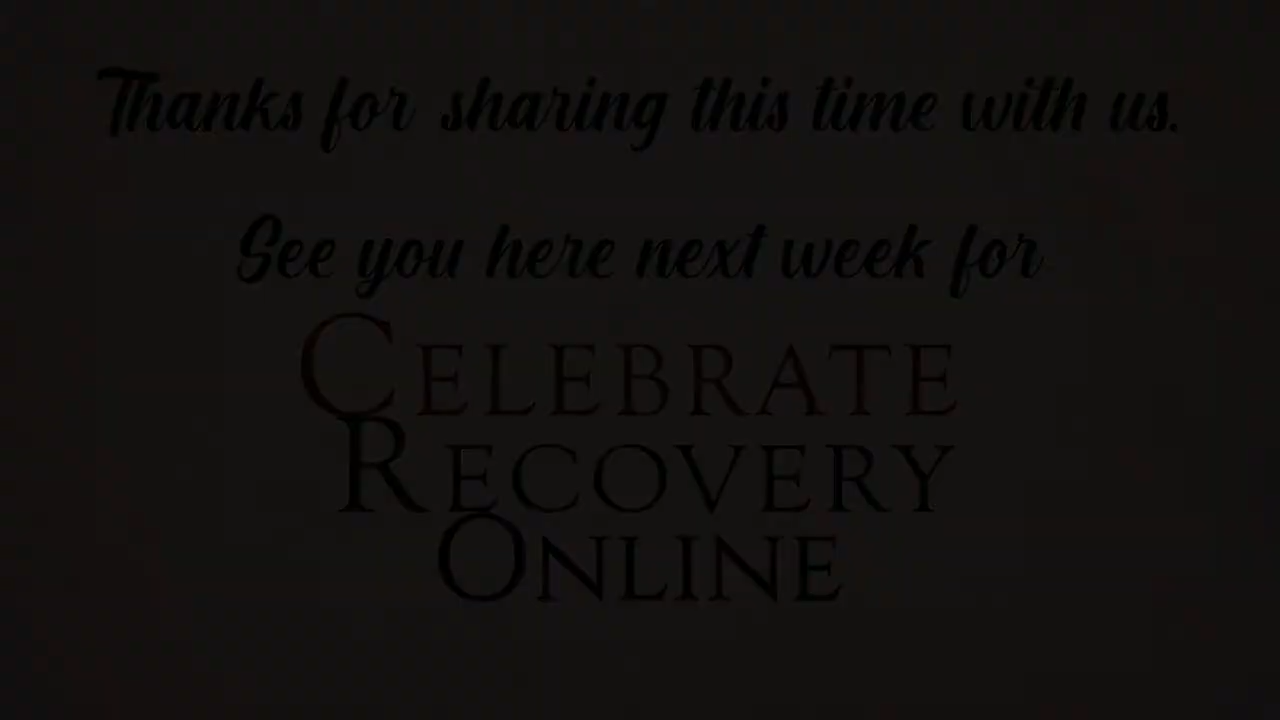 Thanks for sharing this time with us.
See you here next week for
CELEBRATE
RECOVERY
ONLINE